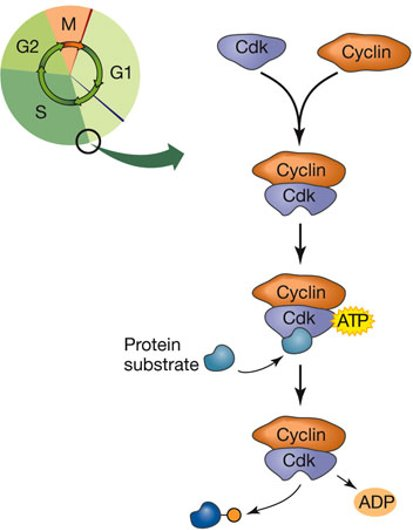 M
G2
G1
S
Cdk
Cyclin
Cyclin
Cdk
Cyclin
Cdk
ATP
Protein
substrate
Cyclin
Cdk
ADP